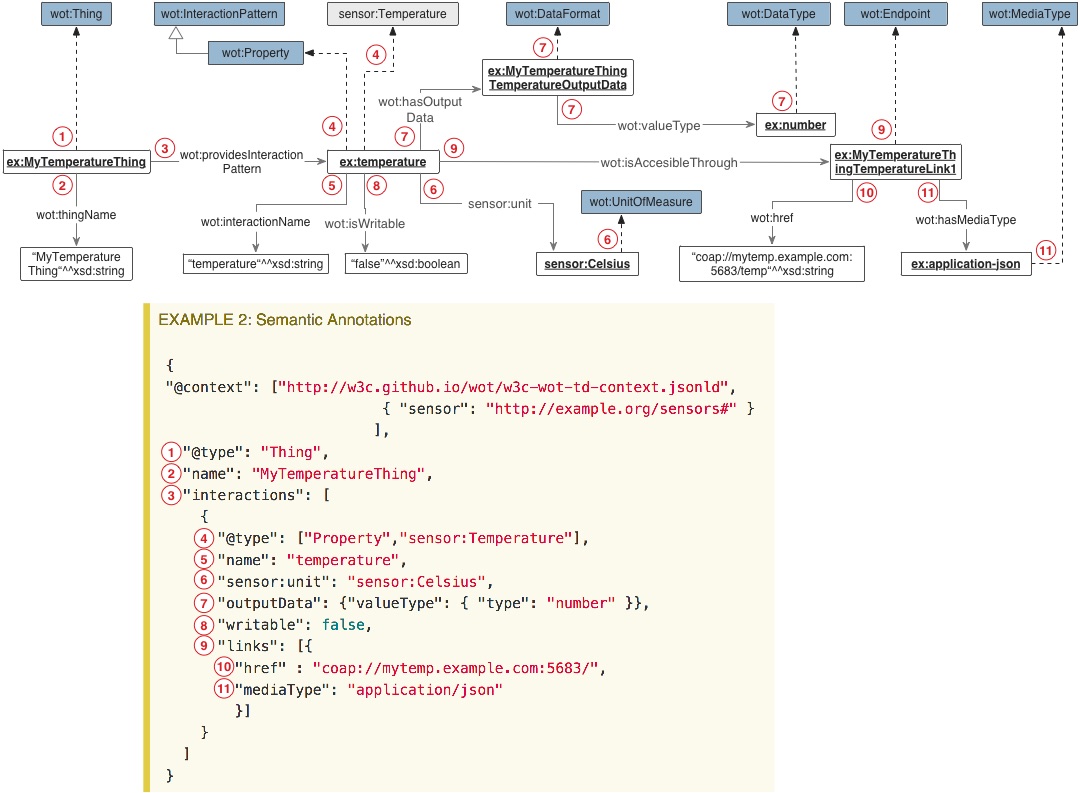 wot:Thing
wot:InteractionPattern
sensor:Temperature
wot:DataFormat
wot:DataType
wot:Endpoint
wot:MediaType
wot:Property
4
7
ex:MyTemperatureThing
TemperatureOutputData
wot:hasOutput
Data
7
7
1
4
7
wot:valueType
ex:number
9
3
9
ex:MyTemperatureThing
wot:providesInteraction
Pattern
ex:temperature
wot:isAccesibleThrough
ex:MyTemperatureTh
ingTemperatureLink1
2
5
8
6
10
11
wot:thingName
wot:interactionName
wot:isWritable
sensor:unit
wot:UnitOfMeasure
wot:href
wot:hasMediaType
6
11
“MyTemperature
Thing“^^xsd:string
“temperature“^^xsd:string
“false”^^xsd:boolean
sensor:Celsius
“coap://mytemp.example.com:
5683/temp”^^xsd:string
ex:application-json
EXAMPLE 2: Semantic Annotations
{
"@context": ["http://w3c.github.io/wot/w3c-wot-td-context.jsonld",
{ "sensor": "http://example.org/sensors#" }
],
1 "@type": "Thing",
2 "name": "MyTemperatureThing",
3 "interactions": [
{
4 "@type": ["Property","sensor:Temperature"],
5 "name": "temperature",
6 "sensor:unit": "sensor:Celsius",
7 "outputData": {"valueType": { "type": "number" }},
8 "writable": false,
9 "links": [{
10 "href" : "coap://mytemp.example.com:5683/",
11 "mediaType": "application/json"
}]
}
]
}